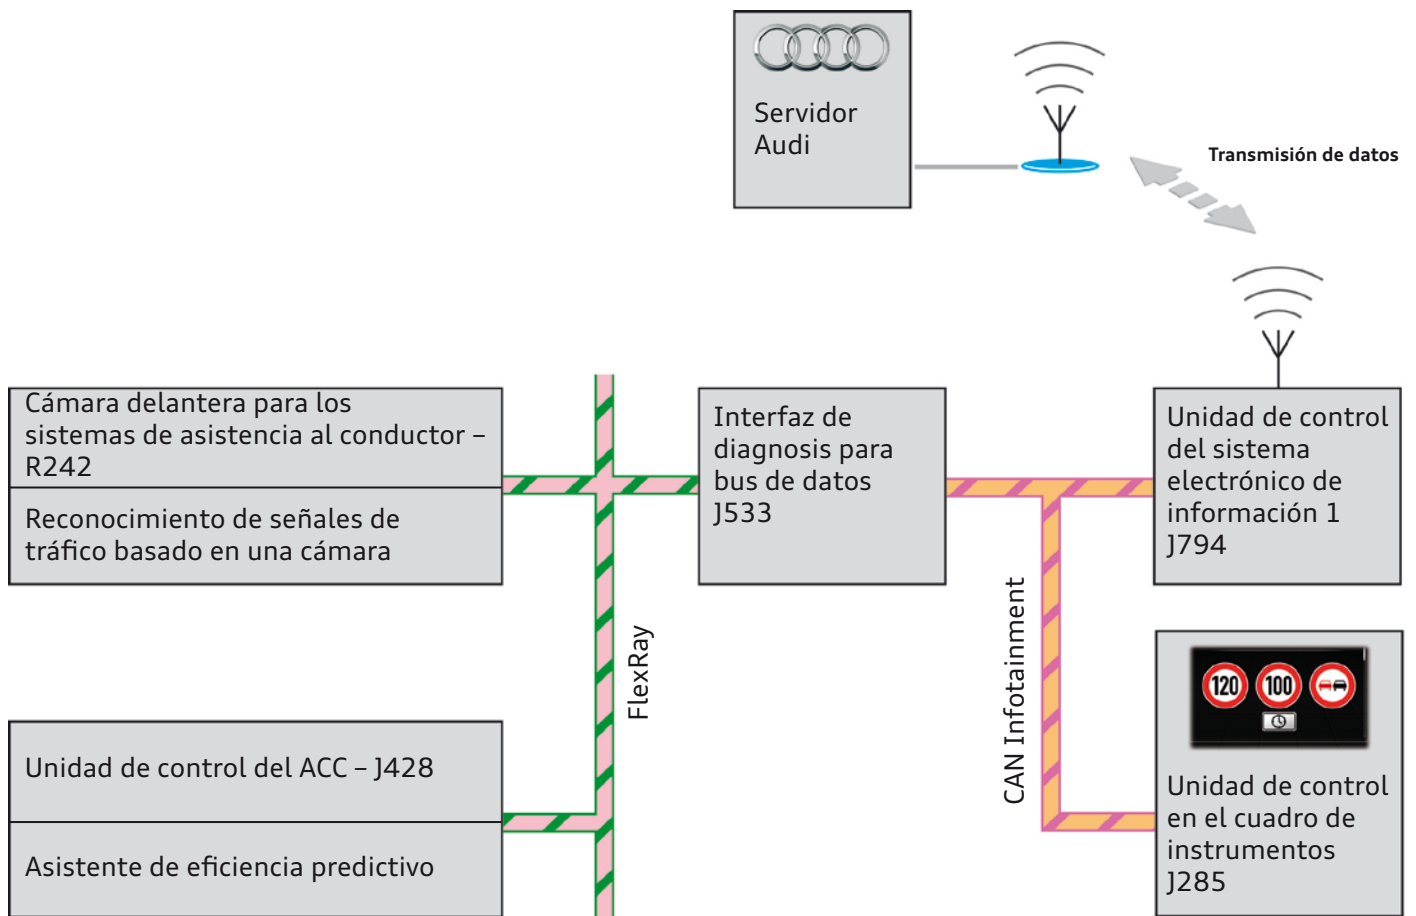 Servidor
Audi
Transmisión de datos
Cámara delantera para los
sistemas de asistencia al conductor –
R242
Reconocimiento de señales de
tráfico basado en una cámara
Interfaz de
diagnosis para
bus de datos
J533
Unidad de control
del sistema
electrónico de
información 1
J794
FlexRay
CAN Infotainment
120
100
Unidad de control
en el cuadro de
instrumentos
J285
Unidad de control del ACC – J428
Asistente de eficiencia predictivo